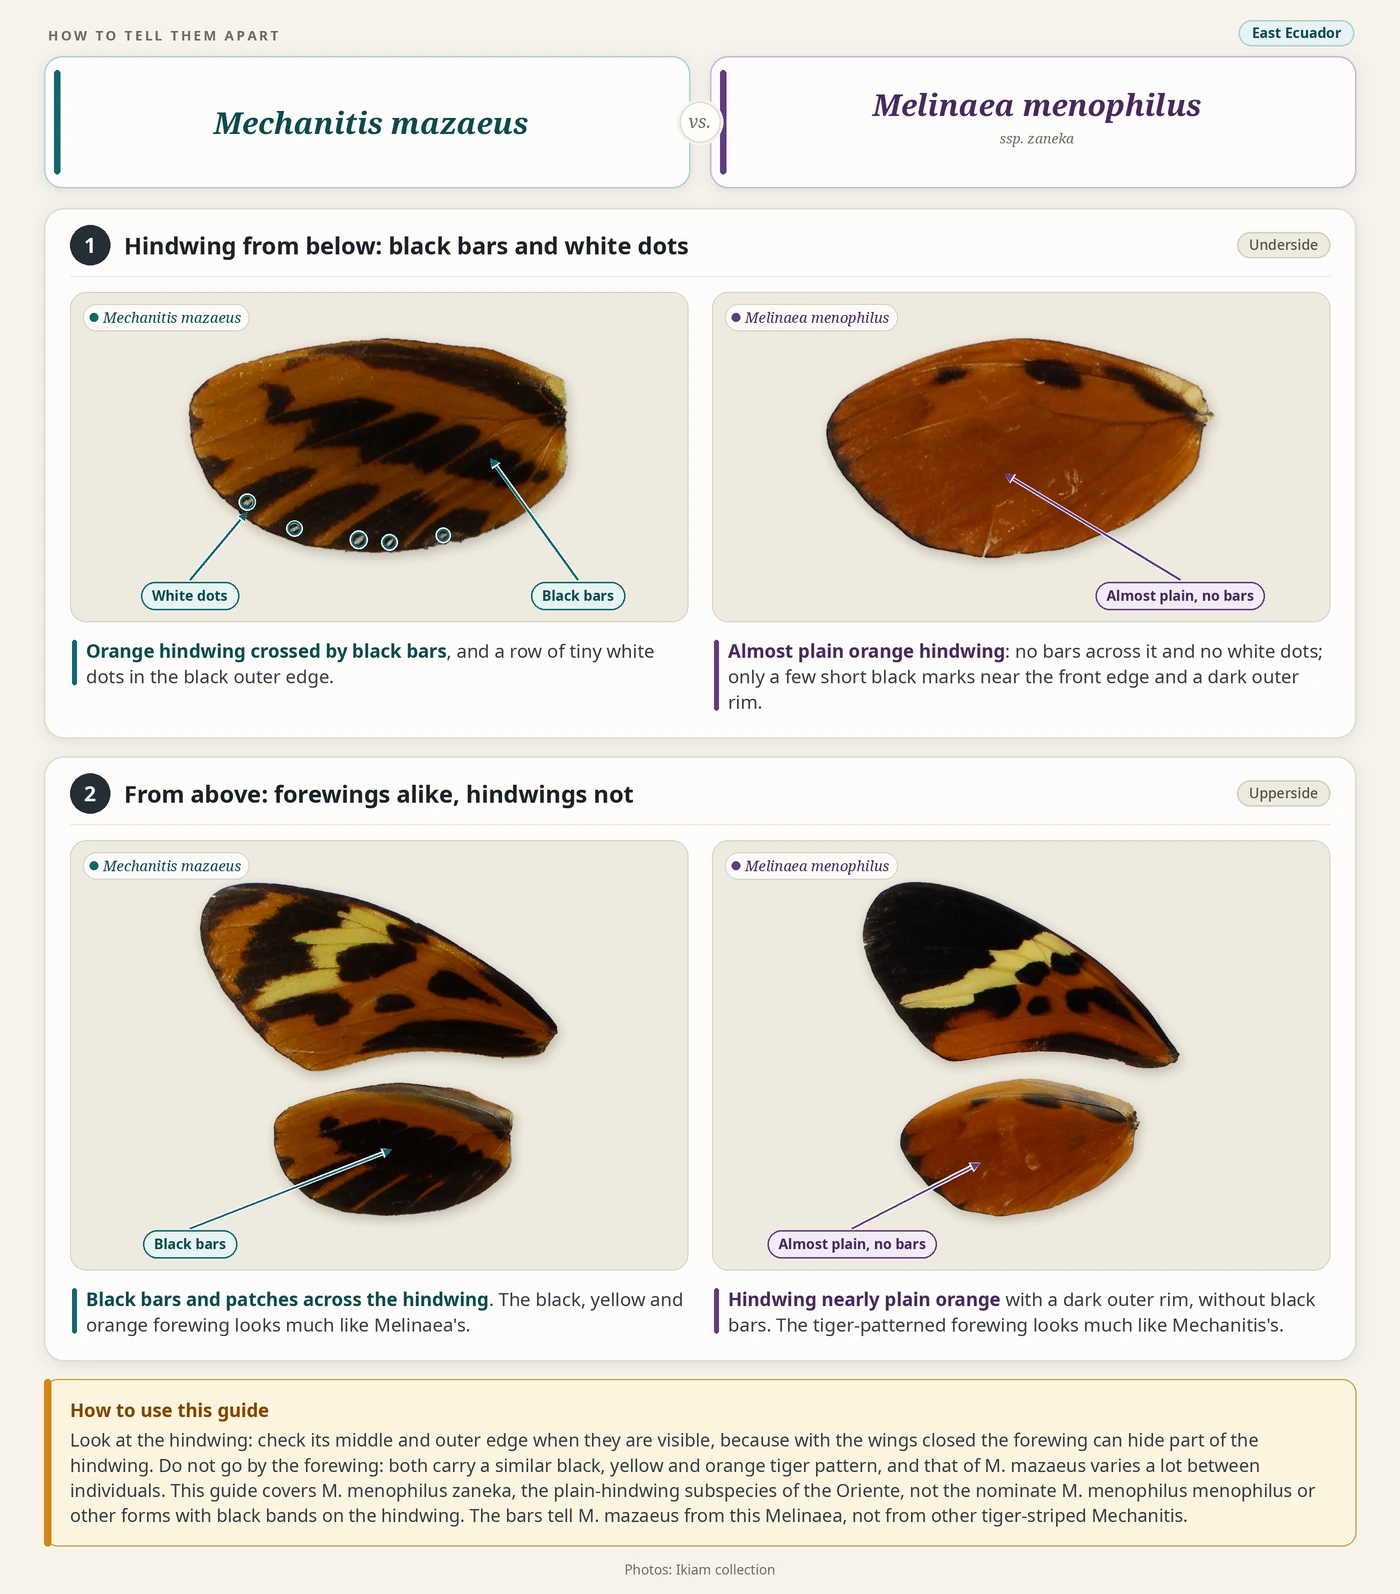 HOW TO TELL THEM APART
East Ecuador
Mechanitis mazaeus
vs.
Melinaea menophilus
ssp. zaneka
1
Hindwing from below: black bars and white dots
Underside
Mechanitis mazaeus
White dots
Black bars
Melinaea menophilus
Almost plain, no bars
Orange hindwing crossed by black bars, and a row of tiny white
dots in the black outer edge.
Almost plain orange hindwing: no bars across it and no white dots;
only a few short black marks near the front edge and a dark outer
rim.
2
From above: forewings alike, hindwings not
Upperside
Mechanitis mazaeus
Black bars
Melinaea menophilus
Almost plain, no bars
Black bars and patches across the hindwing. The black, yellow and
orange forewing looks much like Melinaea's.
Hindwing nearly plain orange with a dark outer rim, without black
bars. The tiger-patterned forewing looks much like Mechanitis's.
How to use this guide
Look at the hindwing: check its middle and outer edge when they are visible, because with the wings closed the forewing can hide part of the
hindwing. Do not go by the forewing: both carry a similar black, yellow and orange tiger pattern, and that of M. mazaeus varies a lot between
individuals. This guide covers M. menophilus zaneka, the plain-hindwing subspecies of the Oriente, not the nominate M. menophilus menophilus or
other forms with black bands on the hindwing. The bars tell M. mazaeus from this Melinaea, not from other tiger-striped Mechanitis.
Photos: Ikiam collection